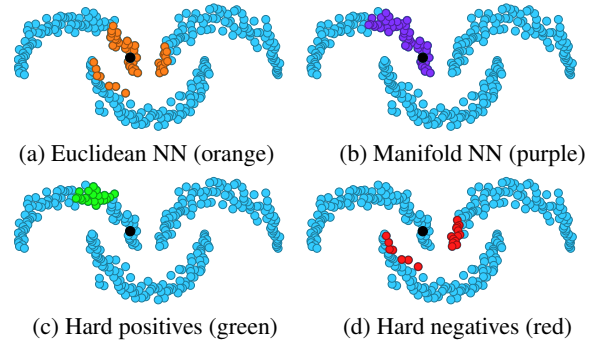 (a) Euclidean NN (orange)
(b) Manifold NN (purple)
(c) Hard positives (green)
(d) Hard negatives (red)